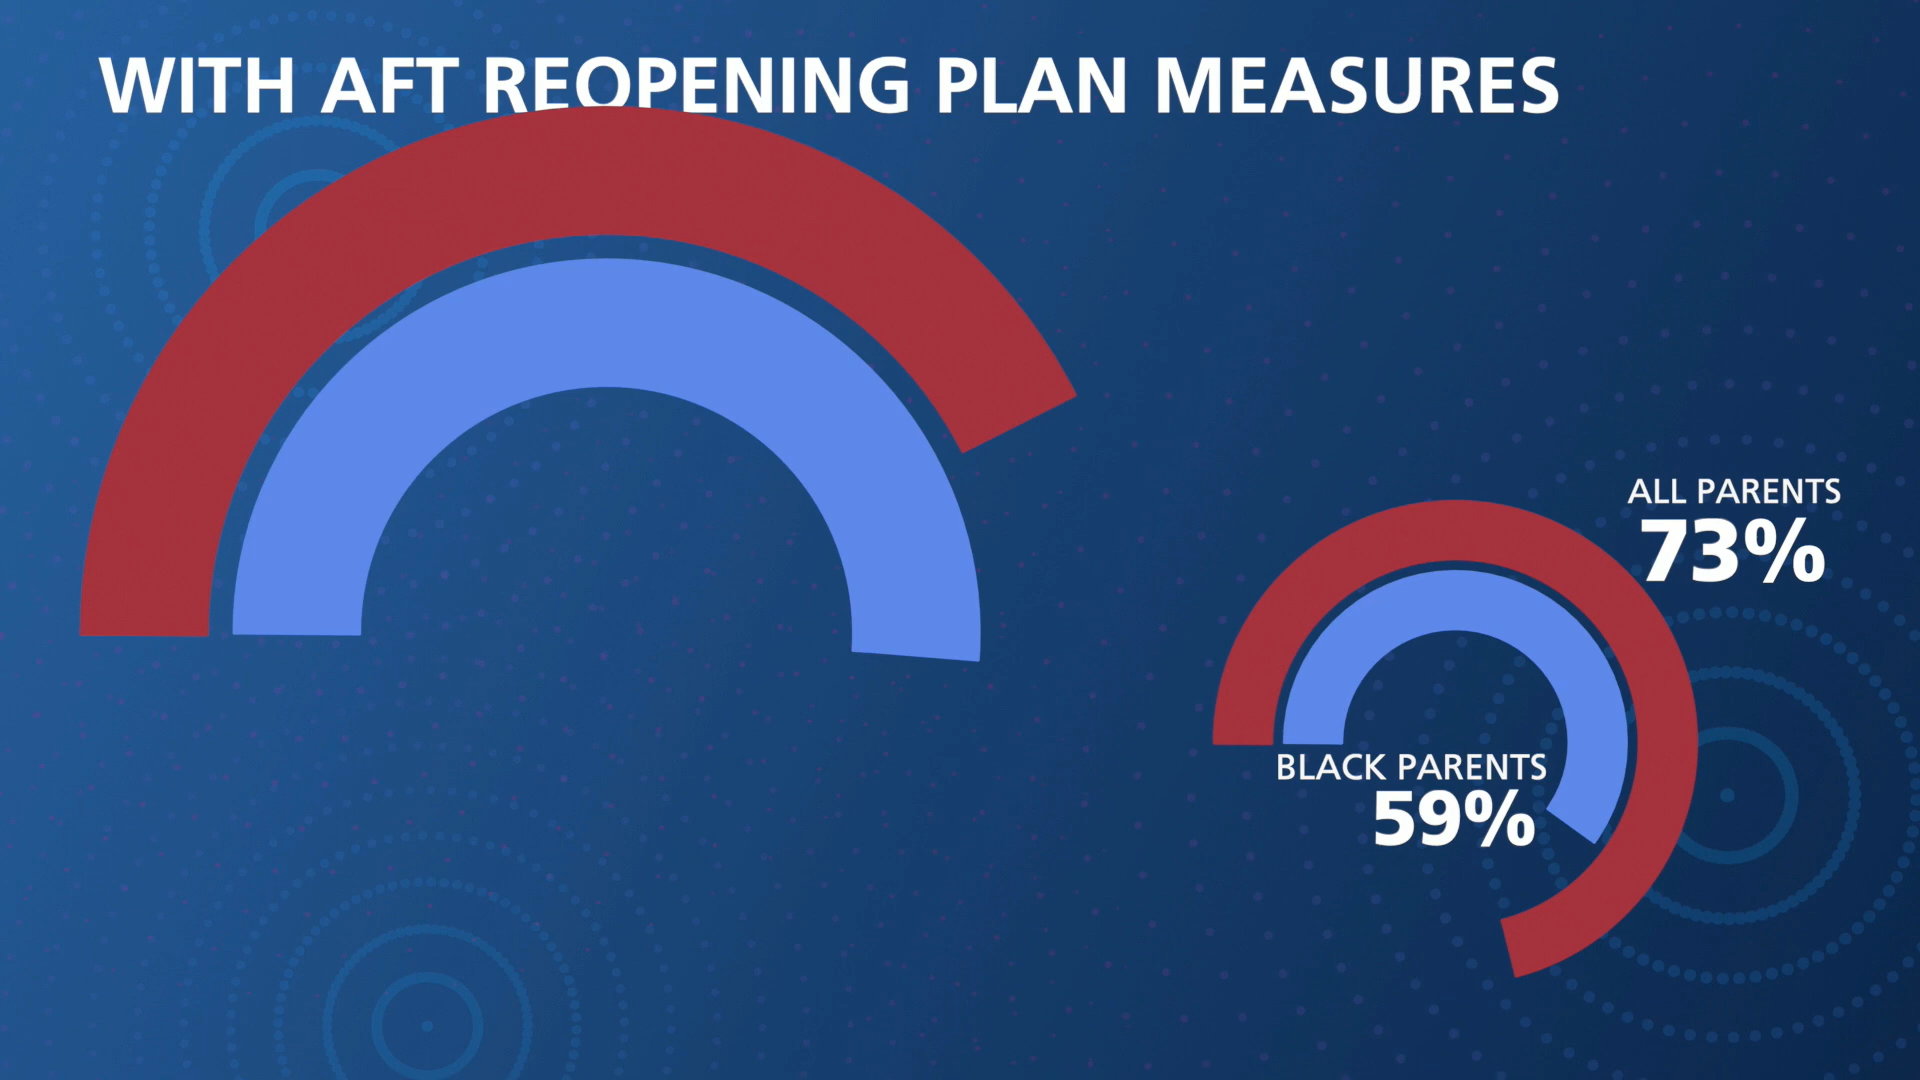 WITH AFT REOPENING PLAN MEASURES
ALL PARENTS
73%
BLACK PARENTS
59%